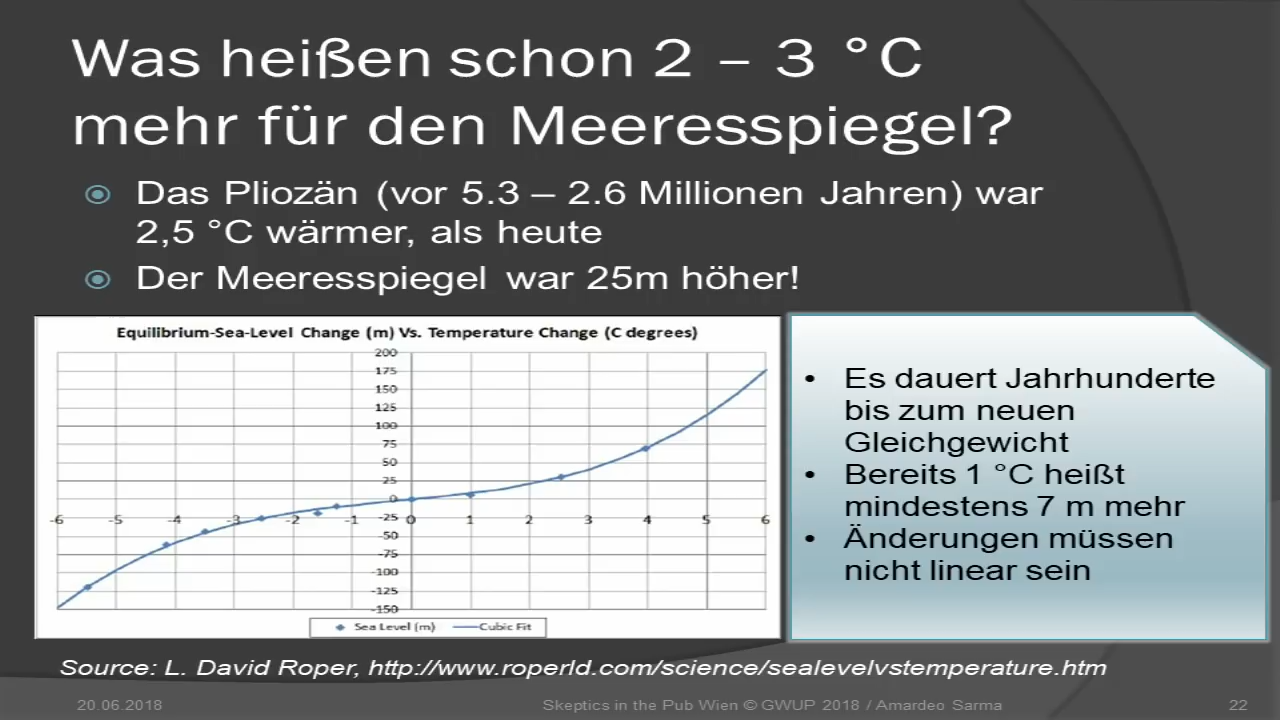 Was heißen schon 2 – 3 °C
mehr für den Meeresspiegel?
Das Pliozän (vor 5.3 – 2.6 Millionen Jahren) war
2,5 °C wärmer, als heute
Der Meeresspiegel war 25m höher!
Equilibrium-Sea-Level Change (m) Vs. Temperature Change (C degrees)
200
175
150
125
100
75
50
25
0
-6 -5 -4 -3 -2 -1 0 1 2 3 4 5 6
-25
-50
-75
-100
-125
-150
Sea Level (m) Cubic Fit
• Es dauert Jahrhunderte
bis zum neuen
Gleichgewicht
• Bereits 1 °C heißt
mindestens 7 m mehr
• Änderungen müssen
nicht linear sein
Source: L. David Roper, http://www.roperld.com/science/sealevelvstemperature.htm
20.06.2018 Skeptics in the Pub Wien © GWUP 2018 / Amardeo Sarma 22